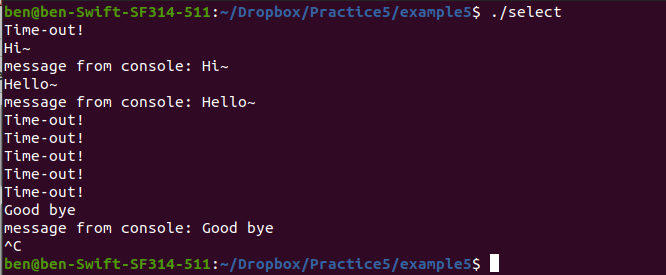 ben@ben-Swift-SF314-511:~/Dropbox/Practice5/example5$ ./select
Time-out!
Hi~
message from console: Hi~
Hello~
message from console: Hello~
Time-out!
Time-out!
Time-out!
Time-out!
Time-out!
Good bye
message from console: Good bye
^C
ben@ben-Swift-SF314-511:~/Dropbox/Practice5/example5$